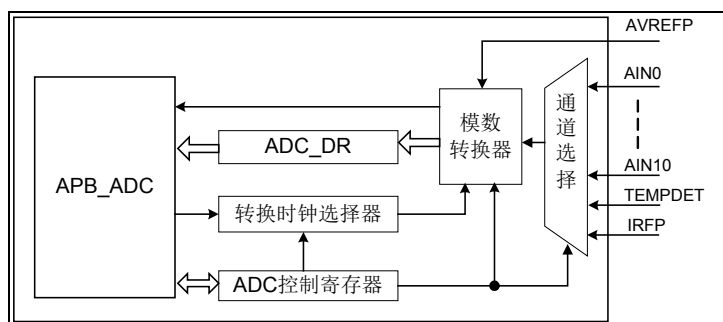 AVREFP
AIN0
模数
转换器
通道选择
ADC_DR
APB_ADC
AIN10
转换时钟选择器
TEMPDET
IRFP
ADC控制寄存器